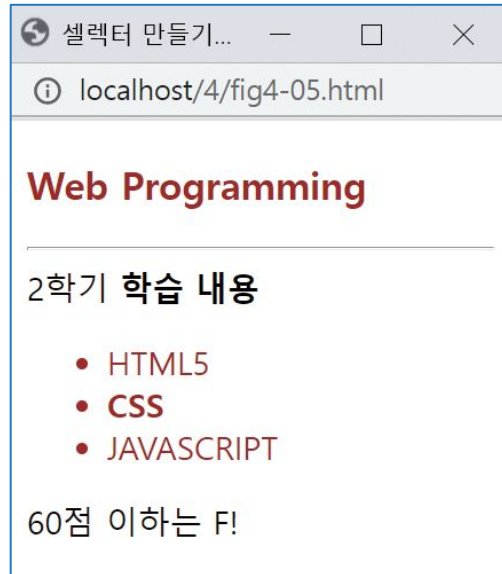 셀렉터 만들기...
localhost/4/fig4-05.html
Web Programming
2학기 학습 내용
• HTML5
• CSS
• JAVASCRIPT
60점 이하는 F!